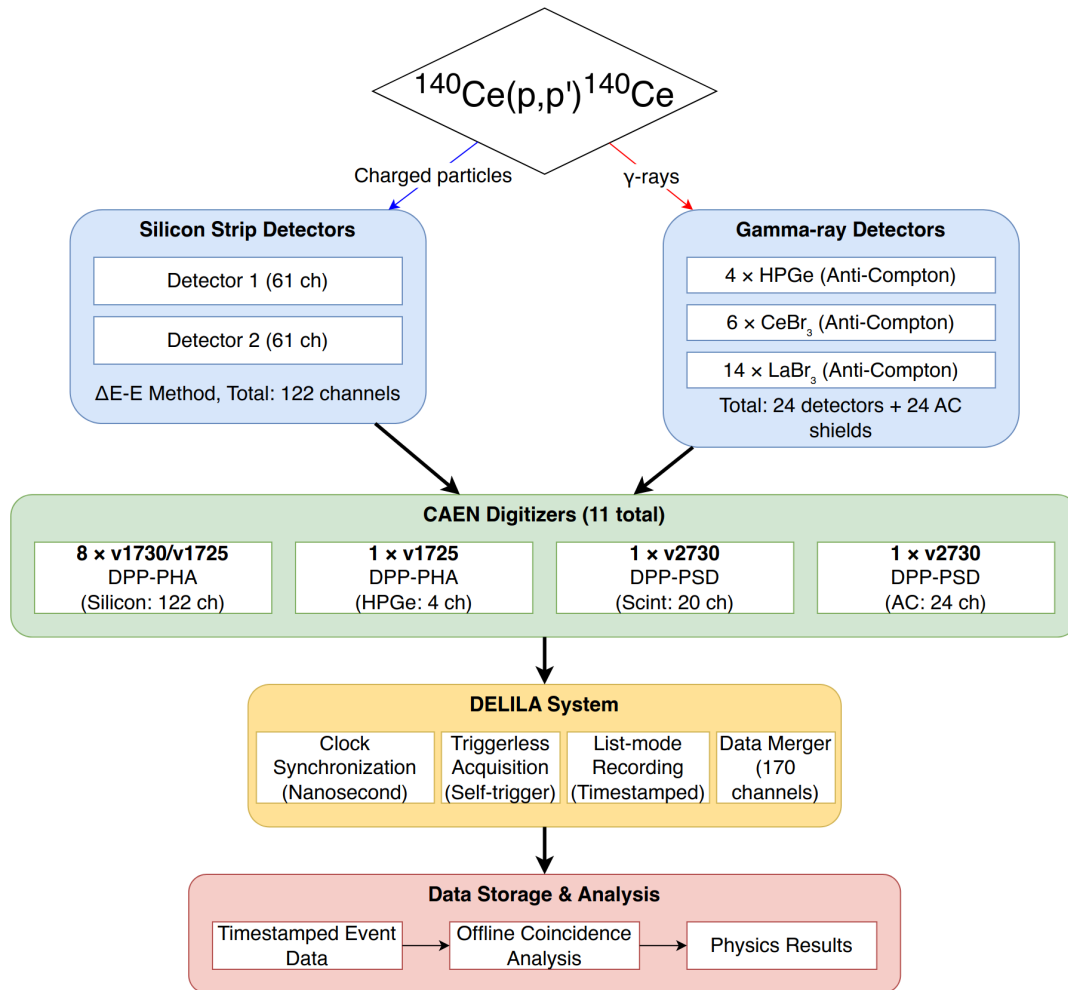 ¹⁴⁰Ce(p,p')¹⁴⁰Ce
Charged particles
γ-rays
Silicon Strip Detectors
Detector 1 (61 ch)
Detector 2 (61 ch)
ΔE-E Method, Total: 122 channels
Gamma-ray Detectors
4 × HPGe (Anti-Compton)
6 × CeBr₃ (Anti-Compton)
14 × LaBr₃ (Anti-Compton)
Total: 24 detectors + 24 AC
shields
CAEN Digitizers (11 total)
8 × v1730/v1725
DPP-PHA
(Silicon: 122 ch)
1 × v1725
DPP-PHA
(HPGe: 4 ch)
1 × v2730
DPP-PSD
(Scint: 20 ch)
1 × v2730
DPP-PSD
(AC: 24 ch)
DELILA System
Clock
Synchronization
(Nanosecond)
Triggerless
Acquisition
(Self-trigger)
List-mode
Recording
(Timestamped)
Data Merger
(170
channels)
Data Storage & Analysis
Timestamped Event
Data
Offline Coincidence
Analysis
Physics Results